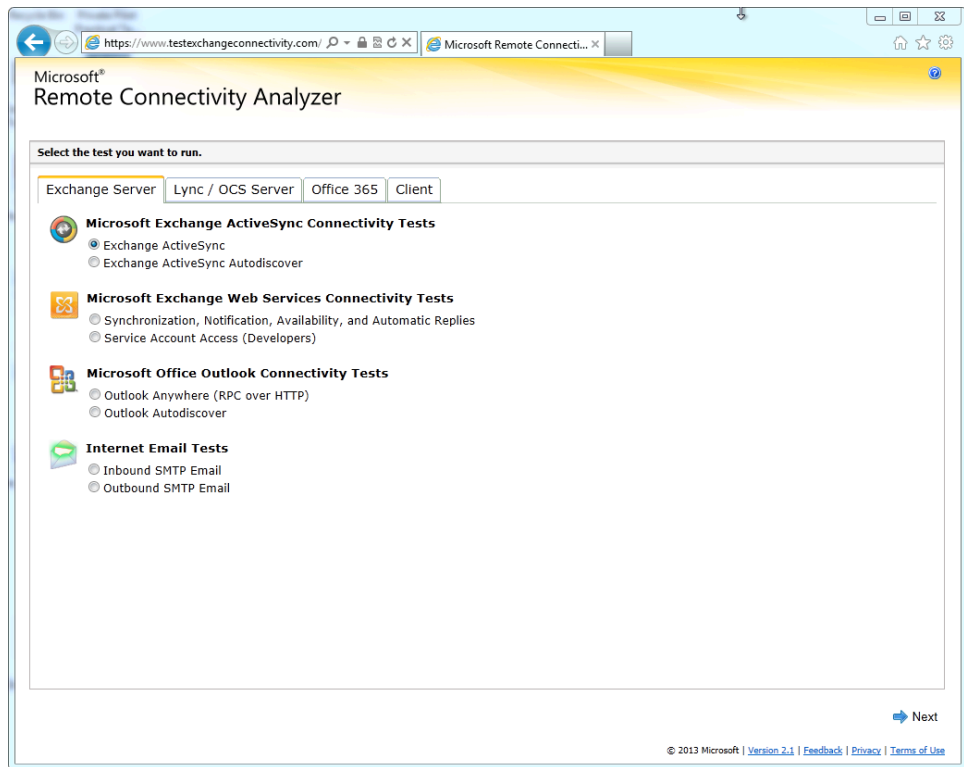 https://www.testexchangeconnectivity.com/
Microsoft Remote Connecti...
Microsoft®
Remote Connectivity Analyzer
Select the test you want to run.
Exchange Server
Lync / OCS Server
Office 365
Client
Microsoft Exchange ActiveSync Connectivity Tests
Exchange ActiveSync
Exchange ActiveSync Autodiscover
Microsoft Exchange Web Services Connectivity Tests
Synchronization, Notification, Availability, and Automatic Replies
Service Account Access (Developers)
Microsoft Office Outlook Connectivity Tests
Outlook Anywhere (RPC over HTTP)
Outlook Autodiscover
Internet Email Tests
Inbound SMTP Email
Outbound SMTP Email
Next
© 2013 Microsoft | Version 2.1 | Feedback | Privacy | Terms of Use